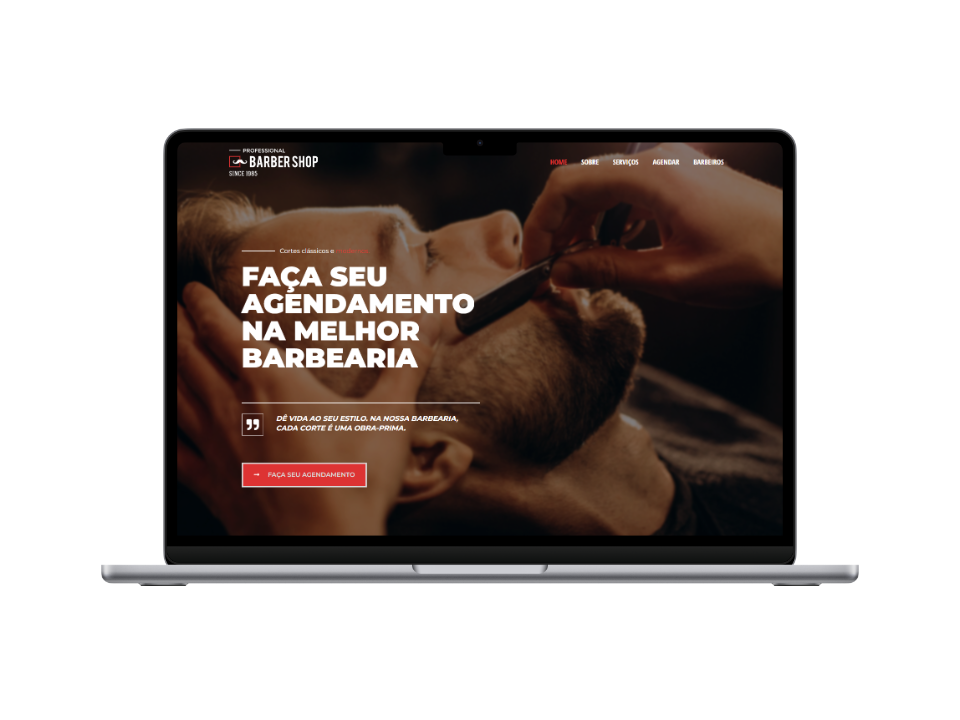 PROFESSIONAL
BARBER SHOP
SINCE 1985
HOME SOBRE SERVIÇOS AGENDAR BARBEIROS
Cortes clássicos e
FAÇA SEU
AGENDAMENTO
NA MELHOR
BARBEARIA
DÊ VIDA AO SEU ESTILO. NA NOSSA BARBEARIA,
CADA CORTE É UMA OBRA-PRIMA.
FAÇA SEU AGENDAMENTO